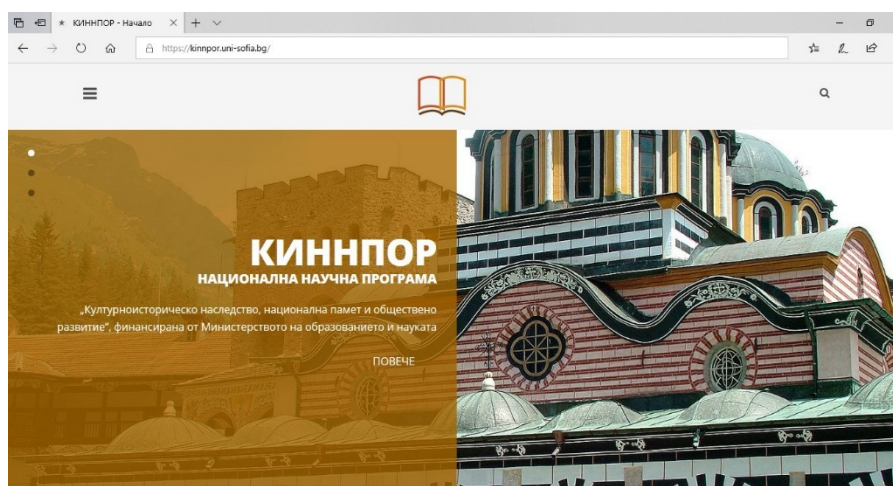 КИННПОР - Начало
https://kinnpor.uni-sofia.bg/
КИННПОР
НАЦИОНАЛНА НАУЧНА ПРОГРАМА
„Културноисторическо наследство, национална памет и обществено
развитие“, финансирана от Министерството на образованието и науката
ПОВЕЧЕ